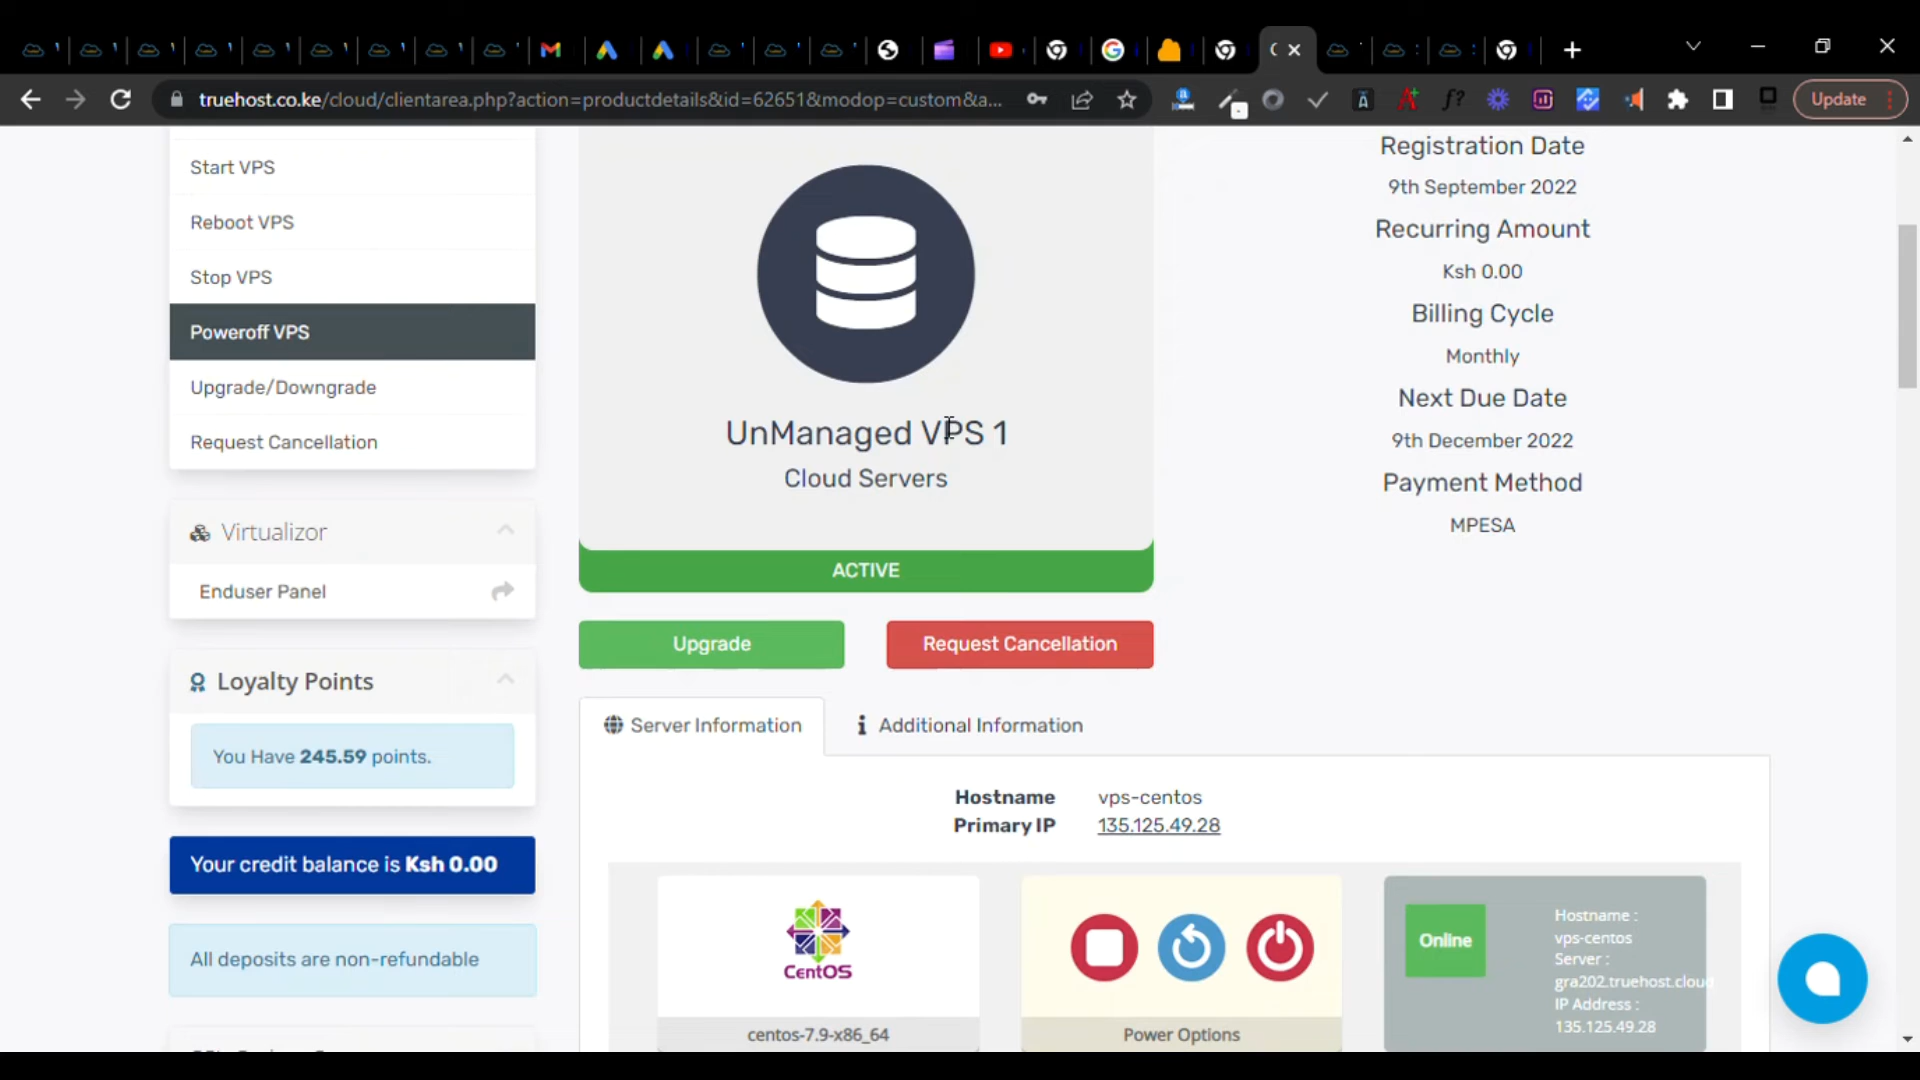 truehost.co.ke/cloud/clientarea.php?action=productdetails&id=62651&modop=custom&a...
Update
Start VPS
Reboot VPS
Stop VPS
Poweroff VPS
Upgrade/Downgrade
Request Cancellation
Virtualizor
Enduser Panel
Loyalty Points
You Have 245.59 points.
Your credit balance is Ksh 0.00
All deposits are non-refundable
UnManaged VPS 1
Cloud Servers
ACTIVE
Upgrade
Request Cancellation
Registration Date
9th September 2022
Recurring Amount
Ksh 0.00
Billing Cycle
Monthly
Next Due Date
9th December 2022
Payment Method
MPESA
Server Information
Additional Information
Hostname vps-centos
Primary IP 135.125.49.28
CentOS
centos-7.9-x86_64
Power Options
Online
Hostname :
vps-centos
Server :
gra202.truehost.cloud
IP Address :
135.125.49.28